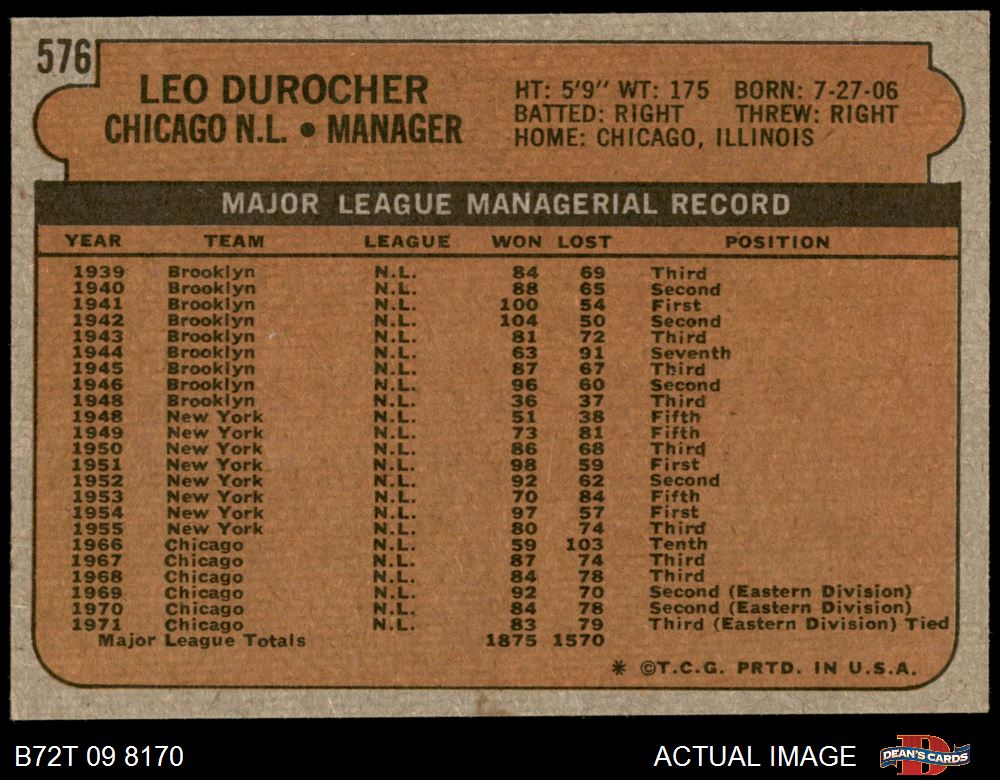 576
LEO DUROCHER
CHICAGO N.L. • MANAGER
HT: 5'9" WT: 175 BORN: 7-27-06
BATTED: RIGHT THREW: RIGHT
HOME: CHICAGO, ILLINOIS
MAJOR LEAGUE MANAGERIAL RECORD
YEAR TEAM LEAGUE WON LOST POSITION
1939 Brooklyn N.L. 84 69 Third
1940 Brooklyn N.L. 88 65 Second
1941 Brooklyn N.L. 100 54 First
1942 Brooklyn N.L. 104 50 Second
1943 Brooklyn N.L. 81 72 Third
1944 Brooklyn N.L. 63 91 Seventh
1945 Brooklyn N.L. 87 67 Third
1946 Brooklyn N.L. 96 60 Second
1948 Brooklyn N.L. 36 37 Third
1948 New York N.L. 51 38 Fifth
1949 New York N.L. 73 81 Fifth
1950 New York N.L. 86 68 Third
1951 New York N.L. 98 59 First
1952 New York N.L. 92 62 Second
1953 New York N.L. 70 84 Fifth
1954 New York N.L. 97 57 First
1955 New York N.L. 80 74 Third
1966 Chicago N.L. 59 103 Tenth
1967 Chicago N.L. 87 74 Third
1968 Chicago N.L. 84 78 Third
1969 Chicago N.L. 92 70 Second (Eastern Division)
1970 Chicago N.L. 84 78 Second (Eastern Division)
1971 Chicago N.L. 83 79 Third (Eastern Division) Tied
Major League Totals 1875 1570
* ©T.C.G. PRTD. IN U.S.A.
B72T 09 8170 ACTUAL IMAGE DEAN'S CARDS